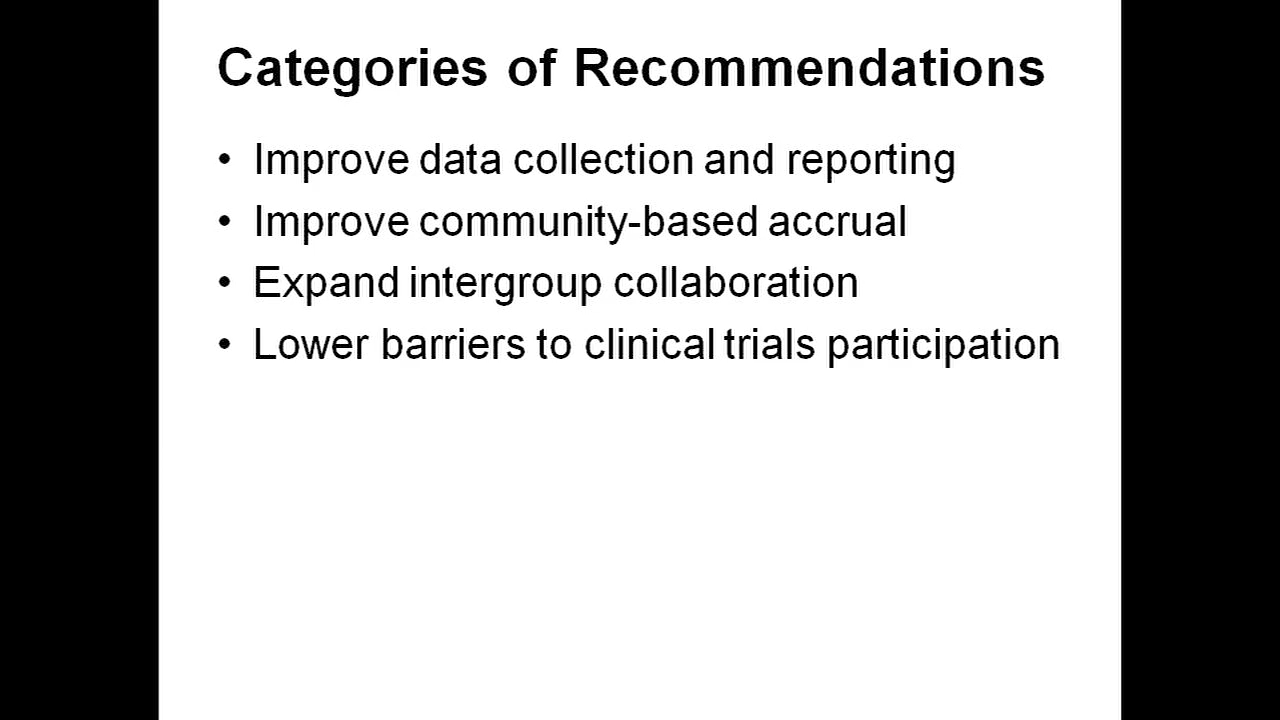 Categories of Recommendations
• Improve data collection and reporting
• Improve community-based accrual
• Expand intergroup collaboration
• Lower barriers to clinical trials participation